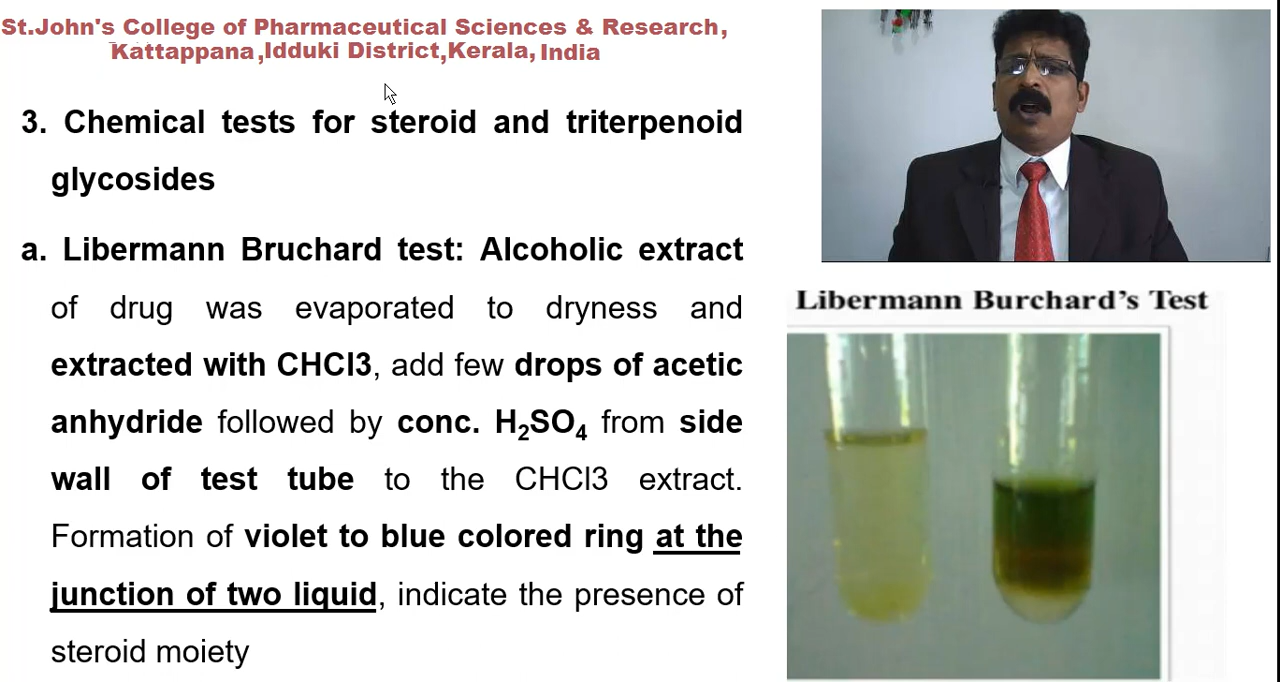 St.John's College of Pharmaceutical Sciences & Research,
Kattappana,Idduki District,Kerala, India
3. Chemical tests for steroid and triterpenoid
glycosides
a. Libermann Bruchard test: Alcoholic extract
of drug was evaporated to dryness and
extracted with CHCl3, add few drops of acetic
anhydride followed by conc. H₂SO₄ from side
wall of test tube to the CHCl3 extract.
Formation of violet to blue colored ring at the
junction of two liquid, indicate the presence of
steroid moiety
Libermann Burchard's Test